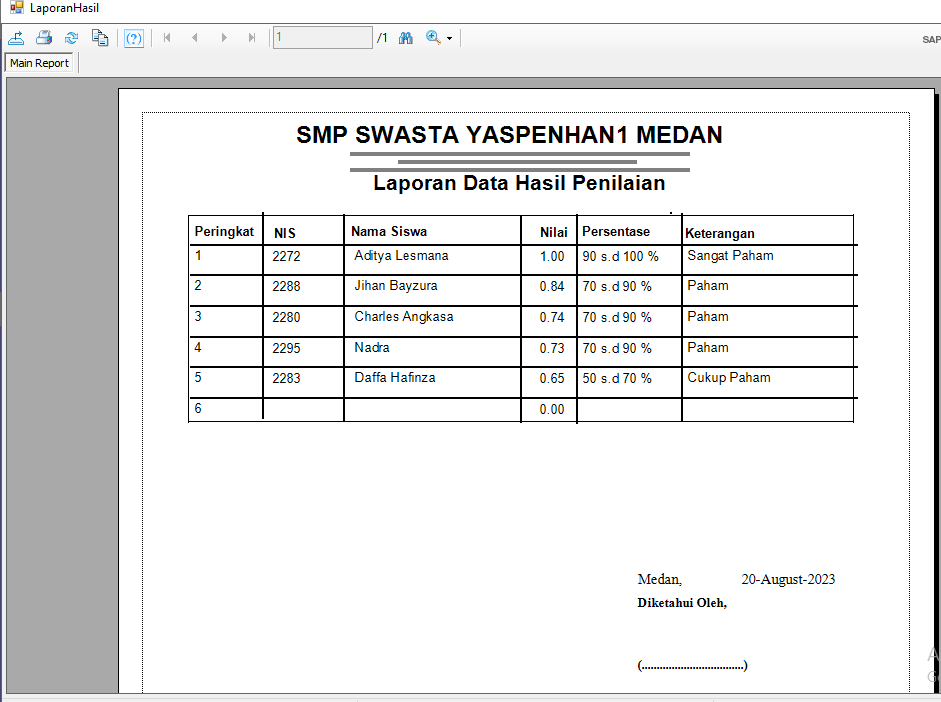 LaporanHasil
1 /1
SAP
Main Report
SMP SWASTA YASPENHAN1 MEDAN
Laporan Data Hasil Penilaian
Peringkat NIS Nama Siswa Nilai Persentase Keterangan
1 2272 Aditya Lesmana 1.00 90 s.d 100 % Sangat Paham
2 2288 Jihan Bayzura 0.84 70 s.d 90 % Paham
3 2280 Charles Angkasa 0.74 70 s.d 90 % Paham
4 2295 Nadra 0.73 70 s.d 90 % Paham
5 2283 Daffa Hafinza 0.65 50 s.d 70 % Cukup Paham
6 0.00
Medan, 20-August-2023
Diketahui Oleh,
(..................................)